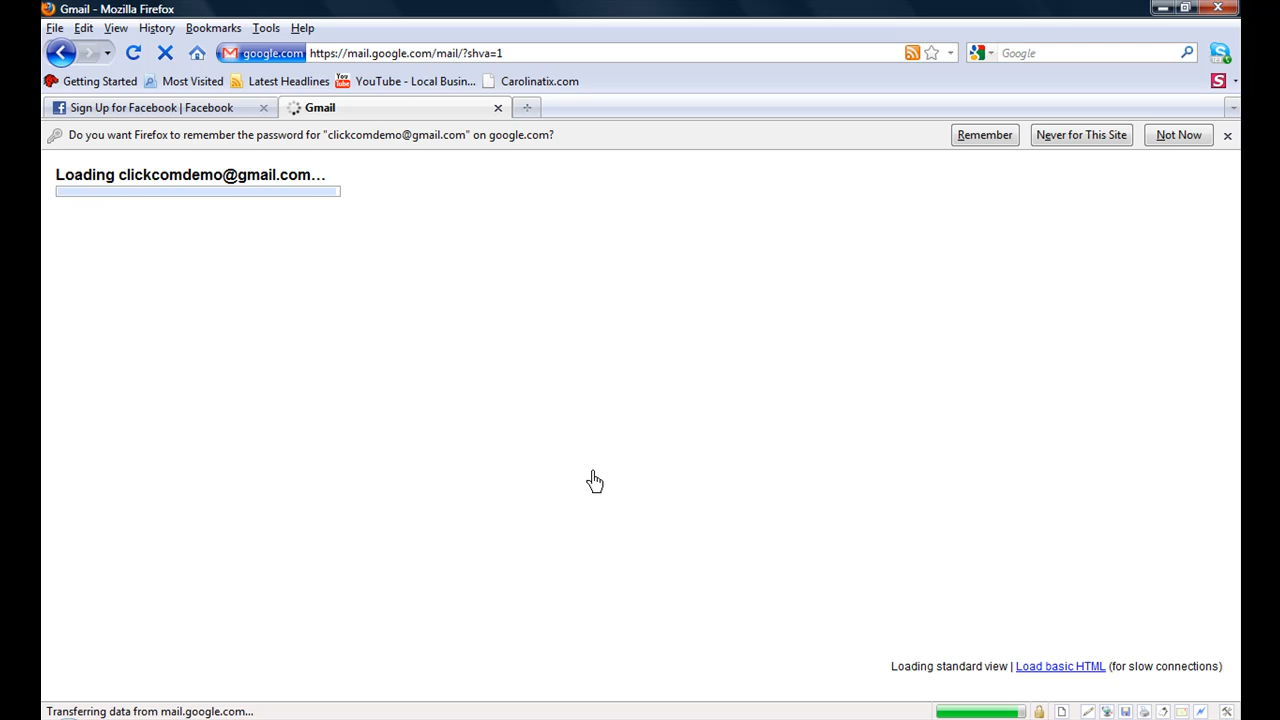 Gmail - Mozilla Firefox
File Edit View History Bookmarks Tools Help
google.com https://mail.google.com/mail/?shva=1 Google
Getting Started Most Visited Latest Headlines You Tube YouTube - Local Busin... Carolinatix.com S
Sign Up for Facebook | Facebook Gmail
Do you want Firefox to remember the password for "clickcomdemo@gmail.com" on google.com? Remember Never for This Site Not Now
Loading clickcomdemo@gmail.com…
Loading standard view | Load basic HTML (for slow connections)
Transferring data from mail.google.com...